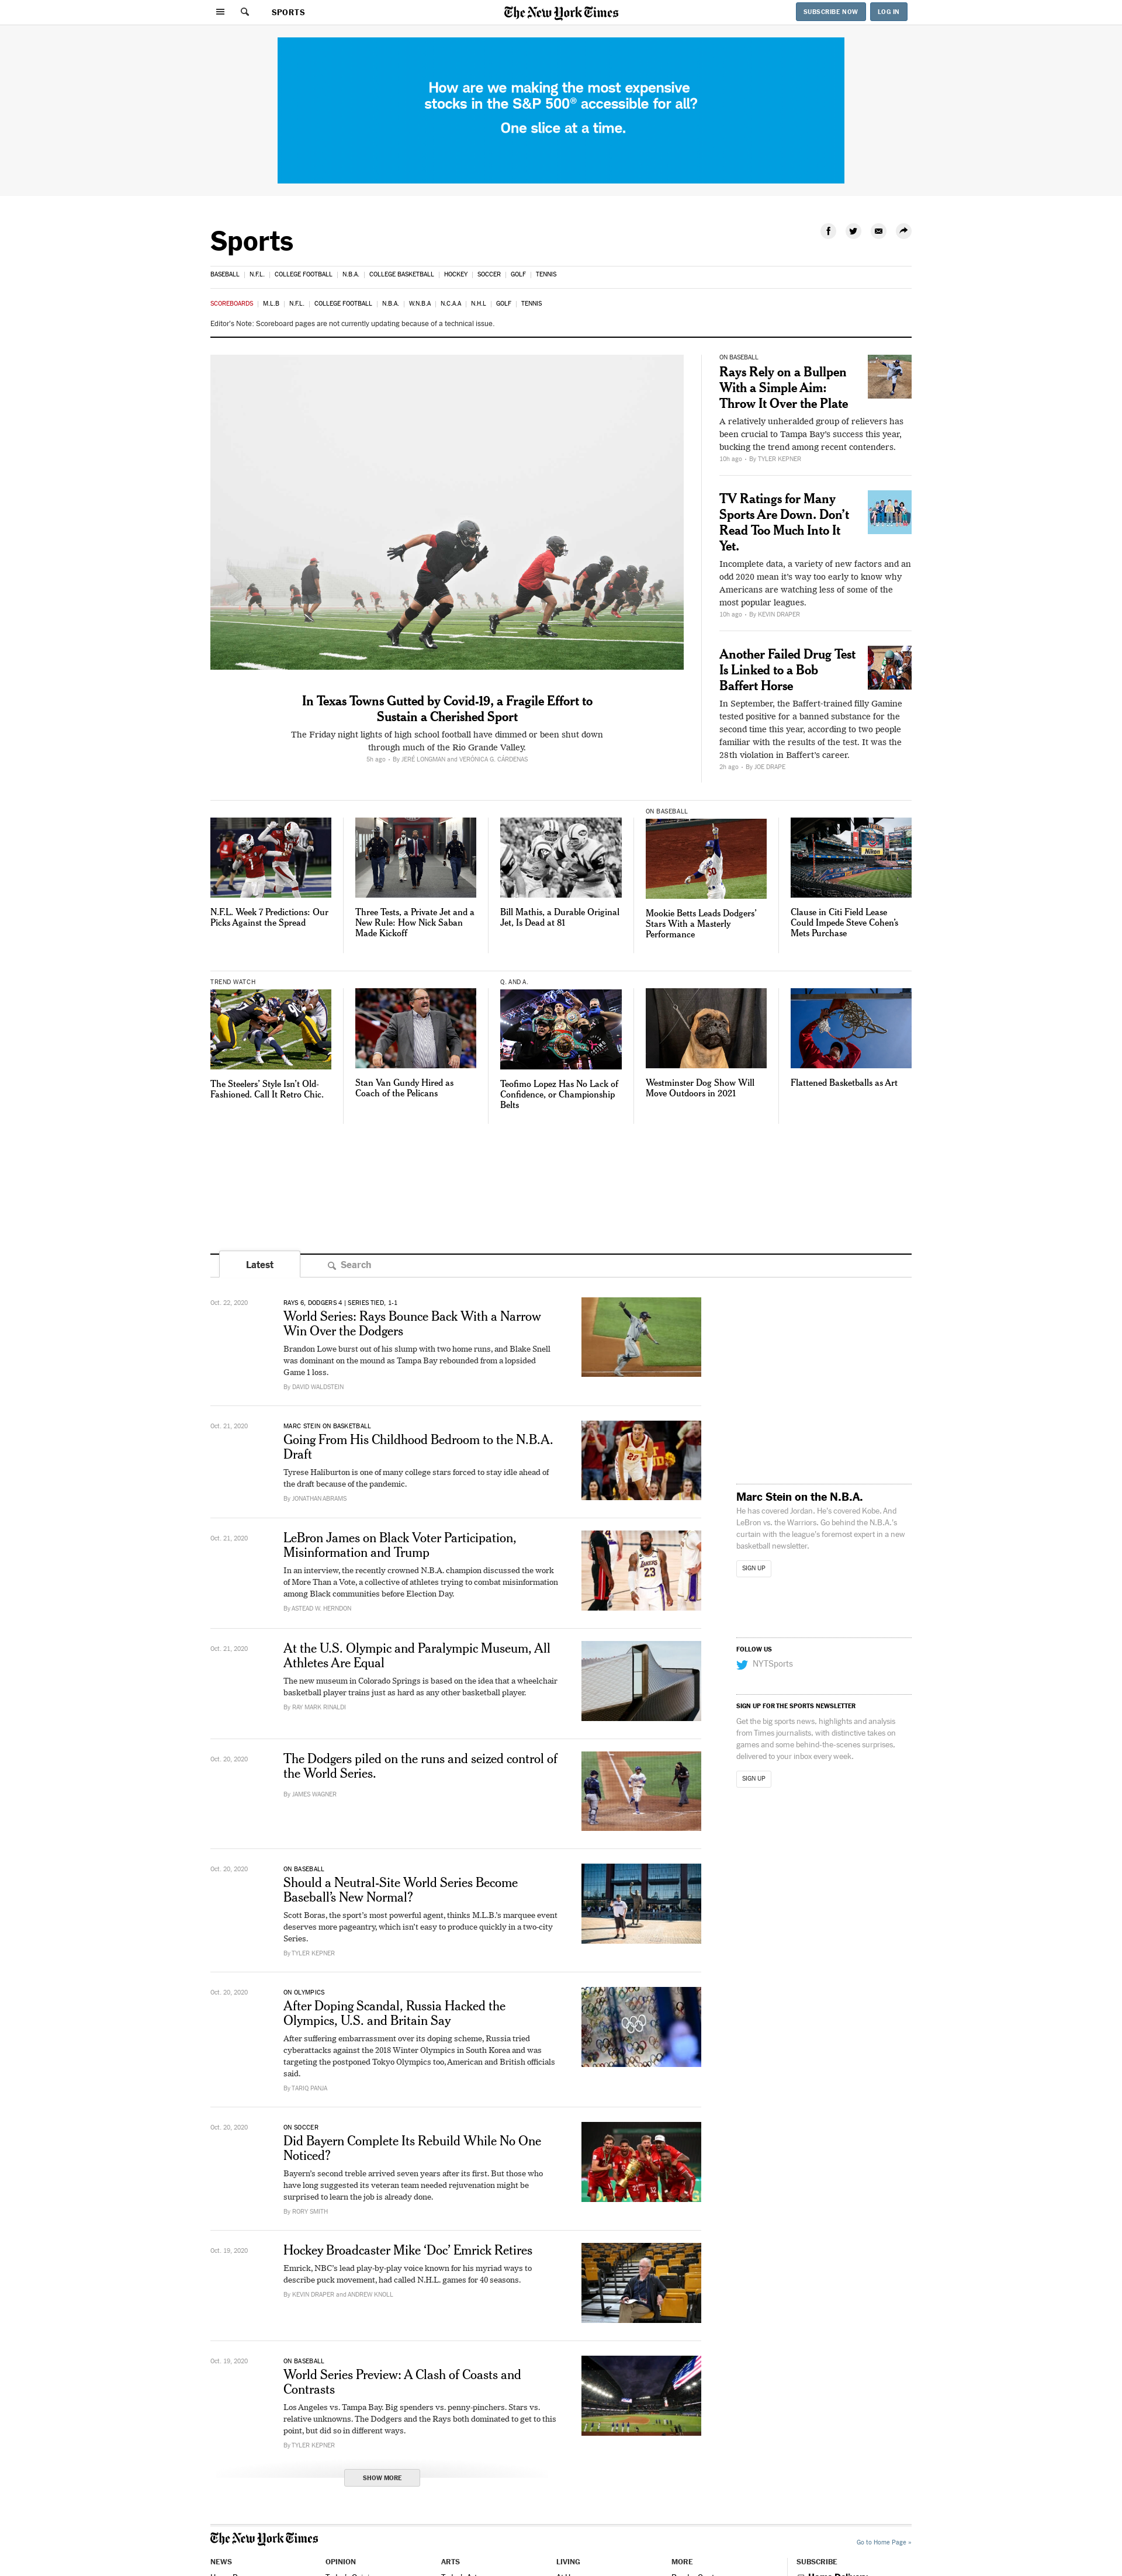 SPORTS
The New York Times
SUBSCRIBE NOW
LOG IN
How are we making the most expensive
stocks in the S&P 500® accessible for all?
One slice at a time.
Sports
BASEBALL | N.F.L. | COLLEGE FOOTBALL | N.B.A. | COLLEGE BASKETBALL | HOCKEY | SOCCER | GOLF | TENNIS
SCOREBOARDS | M.L.B | N.F.L. | COLLEGE FOOTBALL | N.B.A. | W.N.B.A | N.C.A.A | N.H.L | GOLF | TENNIS
Editor's Note: Scoreboard pages are not currently updating because of a technical issue.
In Texas Towns Gutted by Covid-19, a Fragile Effort to
Sustain a Cherished Sport
The Friday night lights of high school football have dimmed or been shut down
through much of the Rio Grande Valley.
5h ago – By JERÉ LONGMAN and VERÓNICA G. CÁRDENAS
ON BASEBALL
Rays Rely on a Bullpen
With a Simple Aim:
Throw It Over the Plate
A relatively unheralded group of relievers has
been crucial to Tampa Bay's success this year,
bucking the trend among recent contenders.
10h ago – By TYLER KEPNER
TV Ratings for Many
Sports Are Down. Don't
Read Too Much Into It
Yet.
Incomplete data, a variety of new factors and an
odd 2020 mean it's way too early to know why
Americans are watching less of some of the
most popular leagues.
10h ago – By KEVIN DRAPER
Another Failed Drug Test
Is Linked to a Bob
Baffert Horse
In September, the Baffert-trained filly Gamine
tested positive for a banned substance for the
second time this year, according to two people
familiar with the results of the test. It was the
28th violation in Baffert's career.
2h ago – By JOE DRAPE
N.F.L. Week 7 Predictions: Our
Picks Against the Spread
Three Tests, a Private Jet and a
New Rule: How Nick Saban
Made Kickoff
Bill Mathis, a Durable Original
Jet, Is Dead at 81
ON BASEBALL
Mookie Betts Leads Dodgers'
Stars With a Masterly
Performance
Clause in Citi Field Lease
Could Impede Steve Cohen's
Mets Purchase
TREND WATCH
The Steelers' Style Isn't Old-
Fashioned. Call It Retro Chic.
Stan Van Gundy Hired as
Coach of the Pelicans
Q. AND A.
Teofimo Lopez Has No Lack of
Confidence, or Championship
Belts
Westminster Dog Show Will
Move Outdoors in 2021
Flattened Basketballs as Art
Latest
Search
Oct. 22, 2020
RAYS 6, DODGERS 4 | SERIES TIED, 1-1
World Series: Rays Bounce Back With a Narrow
Win Over the Dodgers
Brandon Lowe burst out of his slump with two home runs, and Blake Snell
was dominant on the mound as Tampa Bay rebounded from a lopsided
Game 1 loss.
By DAVID WALDSTEIN
Oct. 21, 2020
MARC STEIN ON BASKETBALL
Going From His Childhood Bedroom to the N.B.A.
Draft
Tyrese Haliburton is one of many college stars forced to stay idle ahead of
the draft because of the pandemic.
By JONATHAN ABRAMS
Oct. 21, 2020
LeBron James on Black Voter Participation,
Misinformation and Trump
In an interview, the recently crowned N.B.A. champion discussed the work
of More Than a Vote, a collective of athletes trying to combat misinformation
among Black communities before Election Day.
By ASTEAD W. HERNDON
Oct. 21, 2020
At the U.S. Olympic and Paralympic Museum, All
Athletes Are Equal
The new museum in Colorado Springs is based on the idea that a wheelchair
basketball player trains just as hard as any other basketball player.
By RAY MARK RINALDI
Oct. 20, 2020
The Dodgers piled on the runs and seized control of
the World Series.
By JAMES WAGNER
Oct. 20, 2020
ON BASEBALL
Should a Neutral-Site World Series Become
Baseball's New Normal?
Scott Boras, the sport's most powerful agent, thinks M.L.B.'s marquee event
deserves more pageantry, which isn't easy to produce quickly in a two-city
Series.
By TYLER KEPNER
Oct. 20, 2020
ON OLYMPICS
After Doping Scandal, Russia Hacked the
Olympics, U.S. and Britain Say
After suffering embarrassment over its doping scheme, Russia tried
cyberattacks against the 2018 Winter Olympics in South Korea and was
targeting the postponed Tokyo Olympics too, American and British officials
said.
By TARIQ PANJA
Oct. 20, 2020
ON SOCCER
Did Bayern Complete Its Rebuild While No One
Noticed?
Bayern's second treble arrived seven years after its first. But those who
have long suggested its veteran team needed rejuvenation might be
surprised to learn the job is already done.
By RORY SMITH
Oct. 19, 2020
Hockey Broadcaster Mike 'Doc' Emrick Retires
Emrick, NBC's lead play-by-play voice known for his myriad ways to
describe puck movement, had called N.H.L. games for 40 seasons.
By KEVIN DRAPER and ANDREW KNOLL
Oct. 19, 2020
ON BASEBALL
World Series Preview: A Clash of Coasts and
Contrasts
Los Angeles vs. Tampa Bay. Big spenders vs. penny-pinchers. Stars vs.
relative unknowns. The Dodgers and the Rays both dominated to get to this
point, but did so in different ways.
By TYLER KEPNER
SHOW MORE
Marc Stein on the N.B.A.
He has covered Jordan. He's covered Kobe. And
LeBron vs. the Warriors. Go behind the N.B.A.'s
curtain with the league's foremost expert in a new
basketball newsletter.
SIGN UP
FOLLOW US
NYTSports
SIGN UP FOR THE SPORTS NEWSLETTER
Get the big sports news, highlights and analysis
from Times journalists, with distinctive takes on
games and some behind-the-scenes surprises,
delivered to your inbox every week.
SIGN UP
The New York Times
Go to Home Page »
NEWS
OPINION
ARTS
LIVING
MORE
SUBSCRIBE